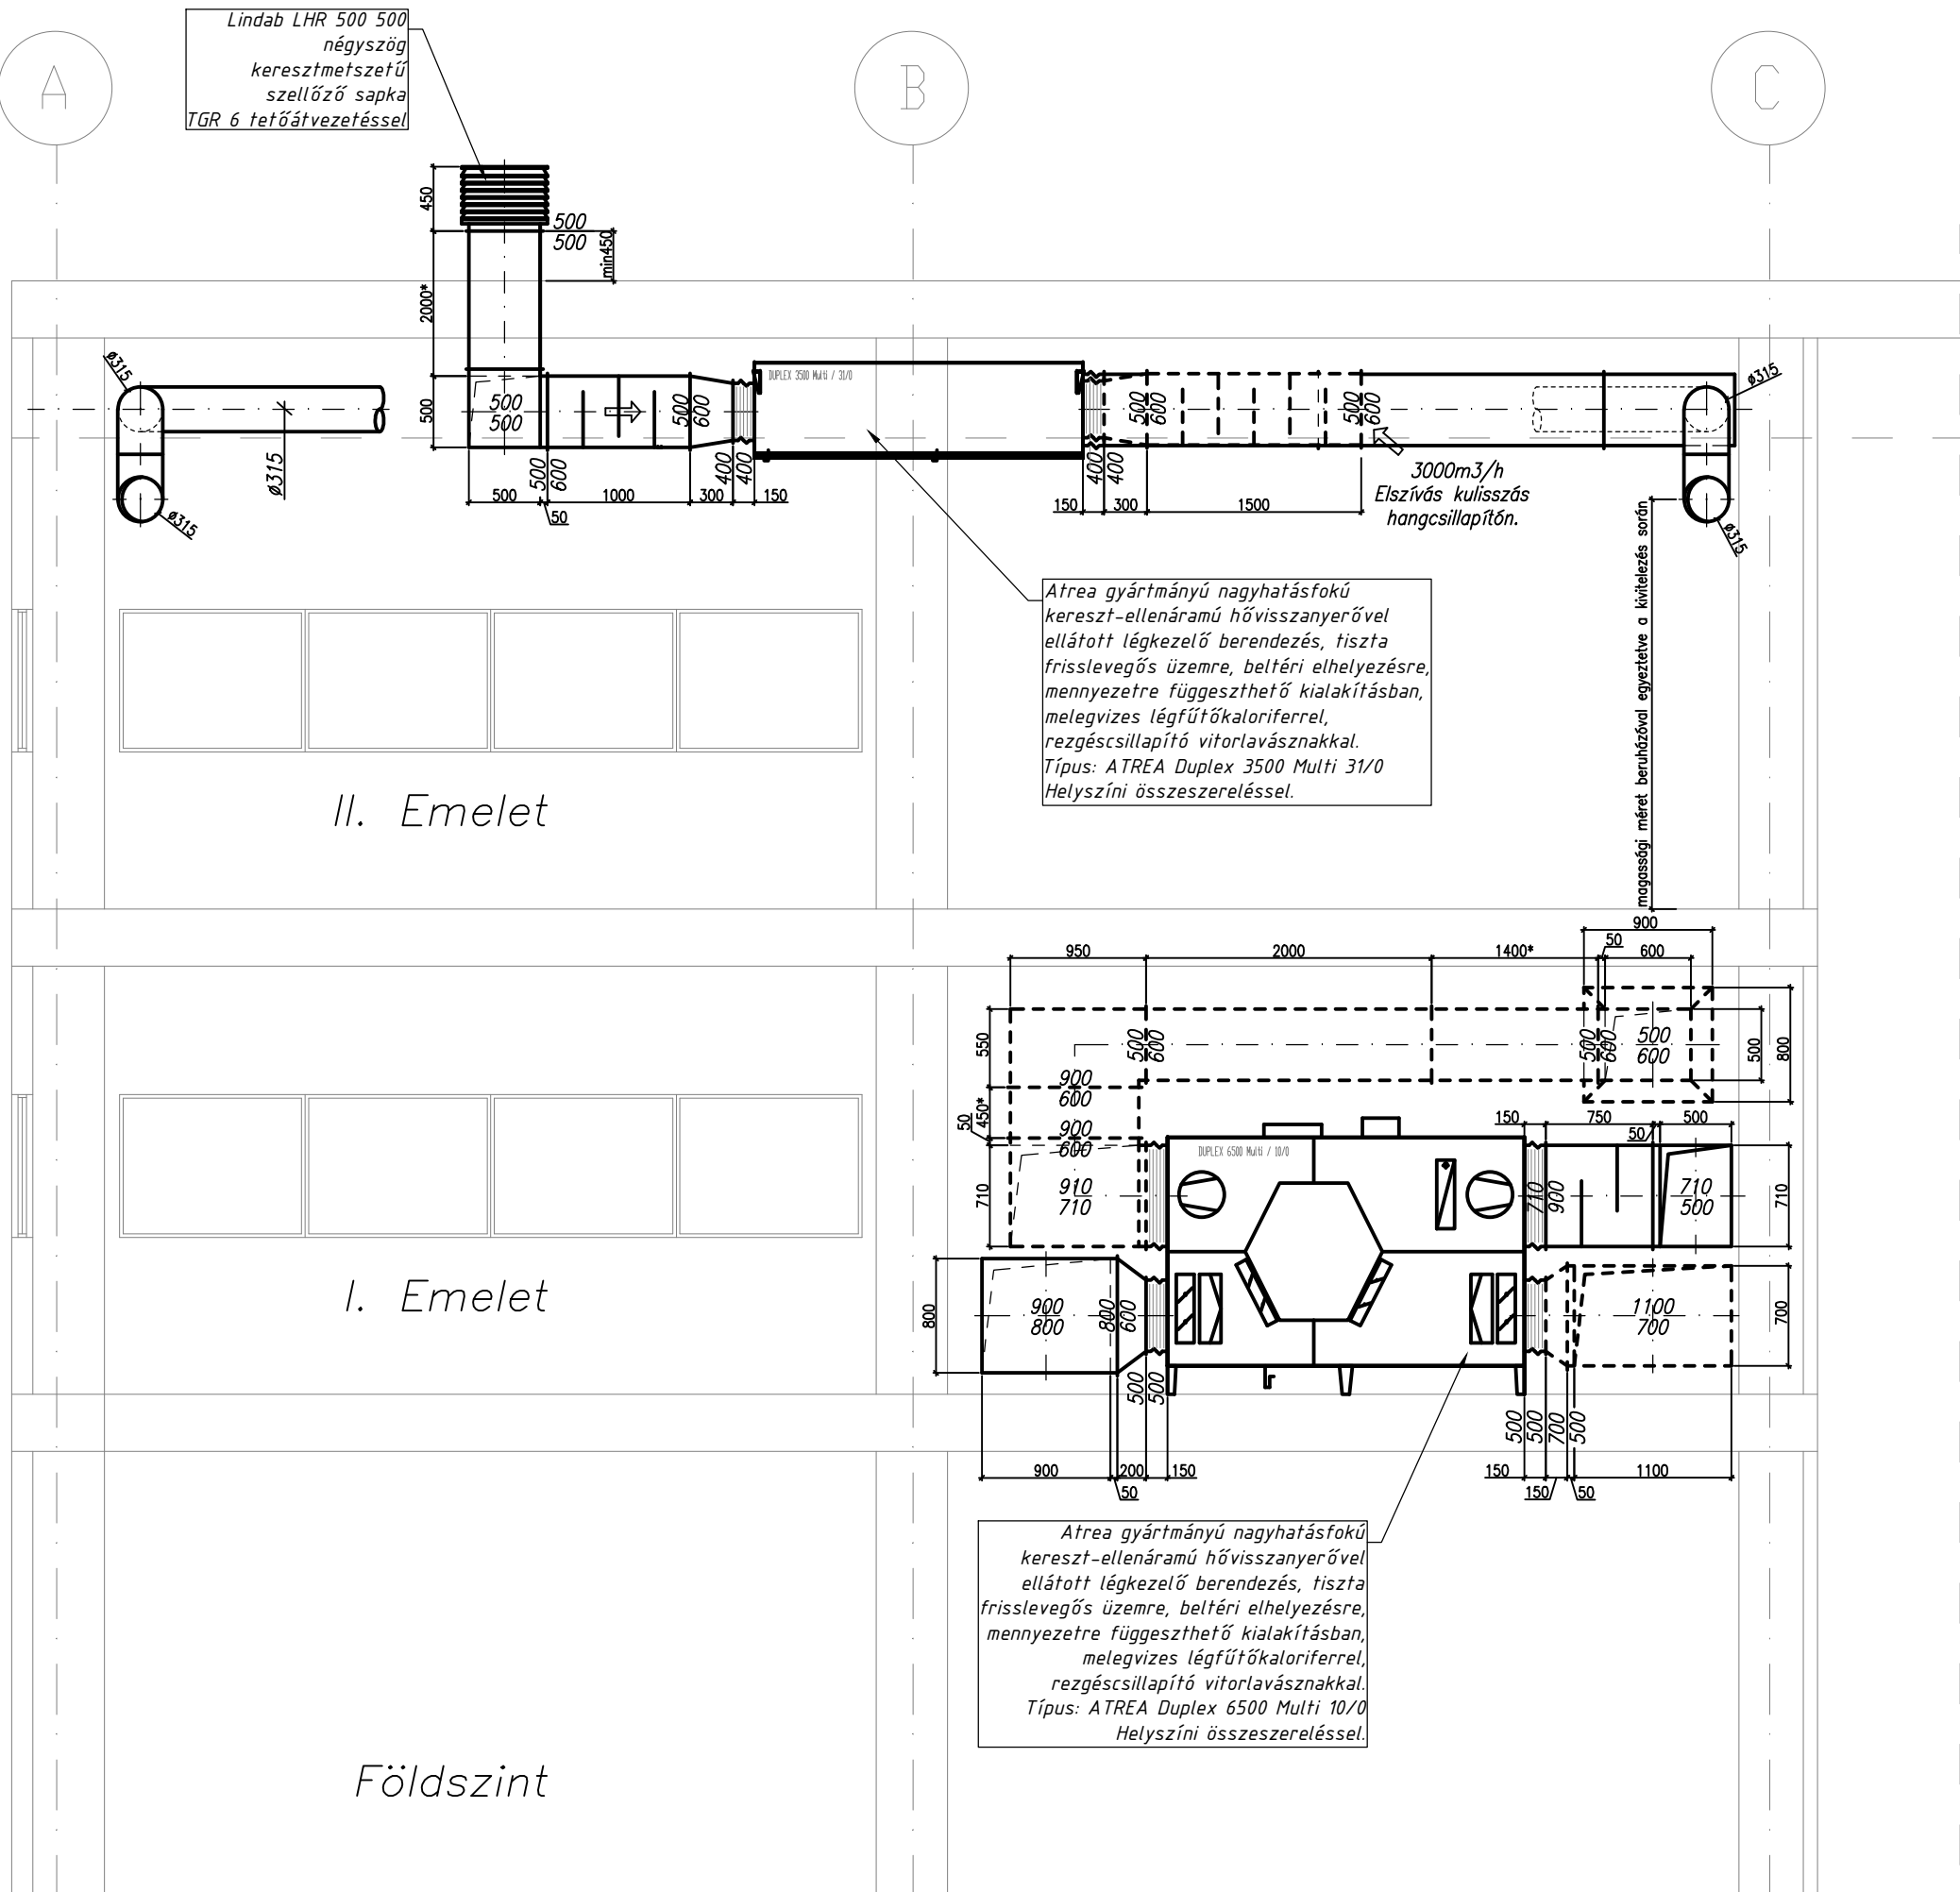 Lindab LHR 500 500
négyszög
keresztmetszetű
szellőző sapka
TGR 6 tetőátvezetéssel
A
B
C
450
500
500
min450
2000*
500
ø315
ø315
ø315
500
500
500
600
500
600
400
400
500
50
1000
300
150
DUPLEX 3500 Multi / 31/0
400
400
500
600
500
600
150
300
1500
3000m3/h
Elszívás kulisszás
hangcsillapítón.
ø315
ø315
magassági méret beruházóval egyeztetve a kivitelezés során
Atrea gyártmányú nagyhatásfokú
kereszt-ellenáramú hővisszanyerővel
ellátott légkezelő berendezés, tiszta
frisslevegős üzemre, beltéri elhelyezésre,
mennyezetre függeszthető kialakításban,
melegvizes légfűtőkaloriferrel,
rezgéscsillapító vitorlavásznakkal.
Típus: ATREA Duplex 3500 Multi 31/0
Helyszíni összeszereléssel.
II. Emelet
900
950
2000
1400*
50
600
550
500
600
500
600
500
600
500
800
900
600
450*
50
900
600
910
710
710
DUPLEX 6500 Multi / 10/0
150
750
50
500
710
900
710
500
710
800
900
800
800
600
500
500
1100
700
700
500
500
700
500
900
200
150
50
150
150
50
1100
I. Emelet
Atrea gyártmányú nagyhatásfokú
kereszt-ellenáramú hővisszanyerővel
ellátott légkezelő berendezés, tiszta
frisslevegős üzemre, beltéri elhelyezésre,
mennyezetre függeszthető kialakításban,
melegvizes légfűtőkaloriferrel,
rezgéscsillapító vitorlavásznakkal.
Típus: ATREA Duplex 6500 Multi 10/0
Helyszíni összeszereléssel.
Földszint